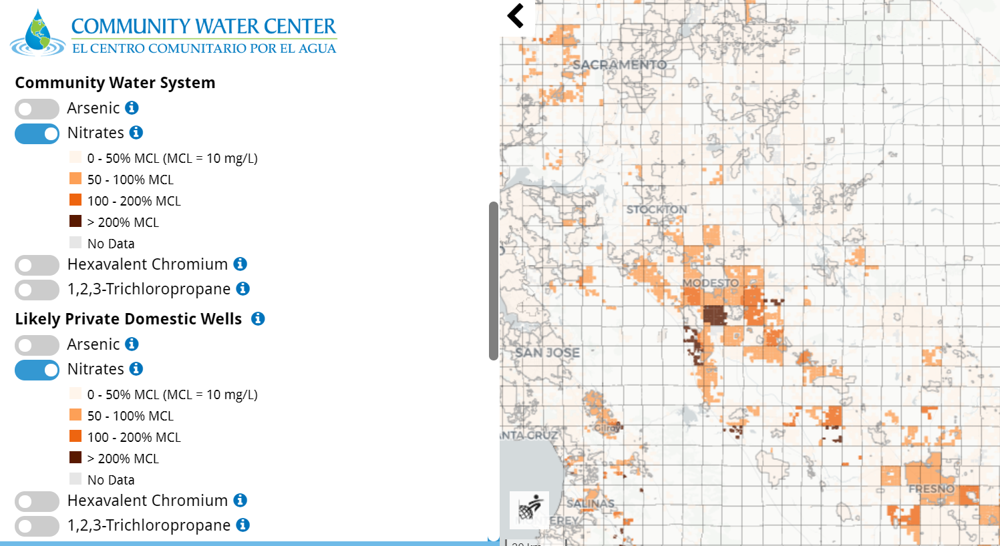 COMMUNITY WATER CENTER
EL CENTRO COMUNITARIO POR EL AGUA
Community Water System
Arsenic
Nitrates
0 - 50% MCL (MCL = 10 mg/L)
50 - 100% MCL
100 - 200% MCL
> 200% MCL
No Data
Hexavalent Chromium
1,2,3-Trichloropropane
Likely Private Domestic Wells
Arsenic
Nitrates
0 - 50% MCL (MCL = 10 mg/L)
50 - 100% MCL
100 - 200% MCL
> 200% MCL
No Data
Hexavalent Chromium
1,2,3-Trichloropropane
SACRAMENTO
STOCKTON
MODESTO
SAN JOSE
Gilroy
ANTA CRUZ
FRESNO
SALINAS
EREY